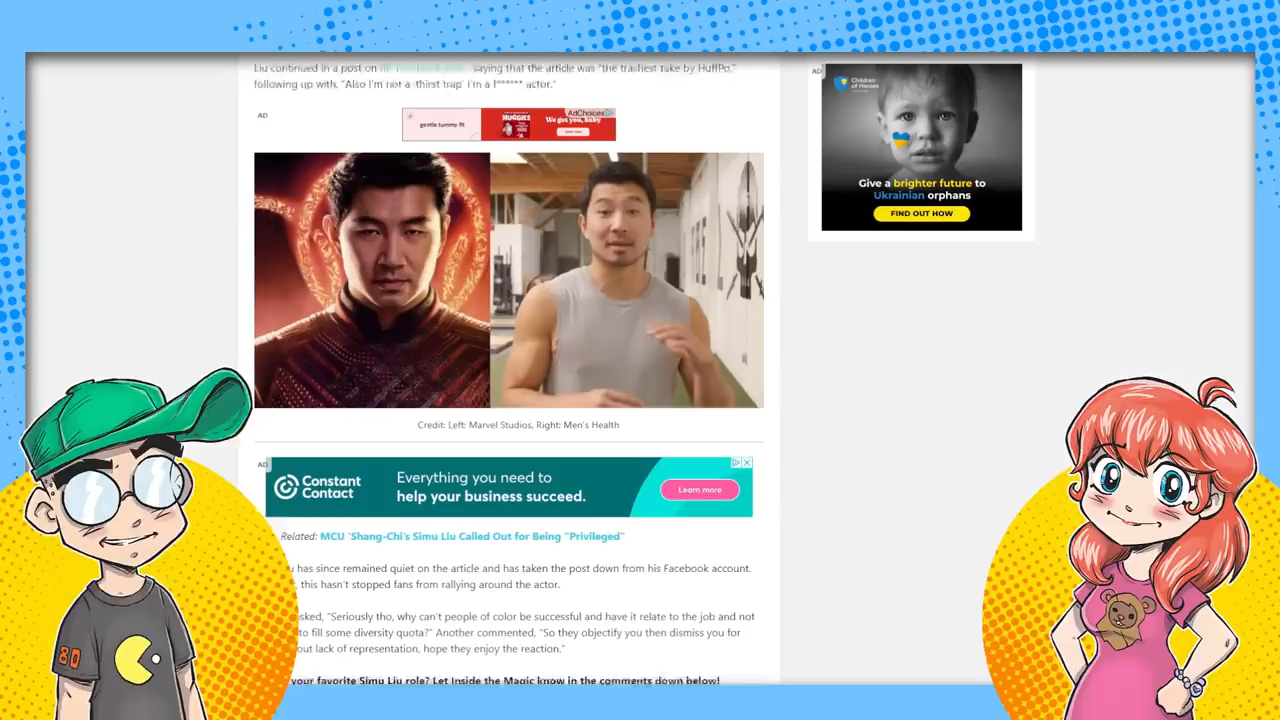 Liu continued in a post on saying that the article was "the trashiest take by HuffPo,"
following up with, "Also I'm not a 'thirst trap' I'm a f****** actor."
AD
gentle tummy fit
HUGGIES
AdChoices
We got you, baby
AD
Children
of Heroes
Give a brighter future to
Ukrainian orphans
FIND OUT HOW
Credit: Left: Marvel Studios, Right: Men's Health
AD
Constant
Contact
Everything you need to
help your business succeed.
Learn more
Related: MCU 'Shang-Chi's Simu Liu Called Out for Being "Privileged"
u has since remained quiet on the article and has taken the post down from his Facebook account.
, this hasn't stopped fans from rallying around the actor.
asked, "Seriously tho, why can't people of color be successful and have it relate to the job and not
to fill some diversity quota?" Another commented, "So they objectify you then dismiss you for
out lack of representation, hope they enjoy the reaction."
your favorite Simu Liu role? Let Inside the Magic know in the comments down below!
80